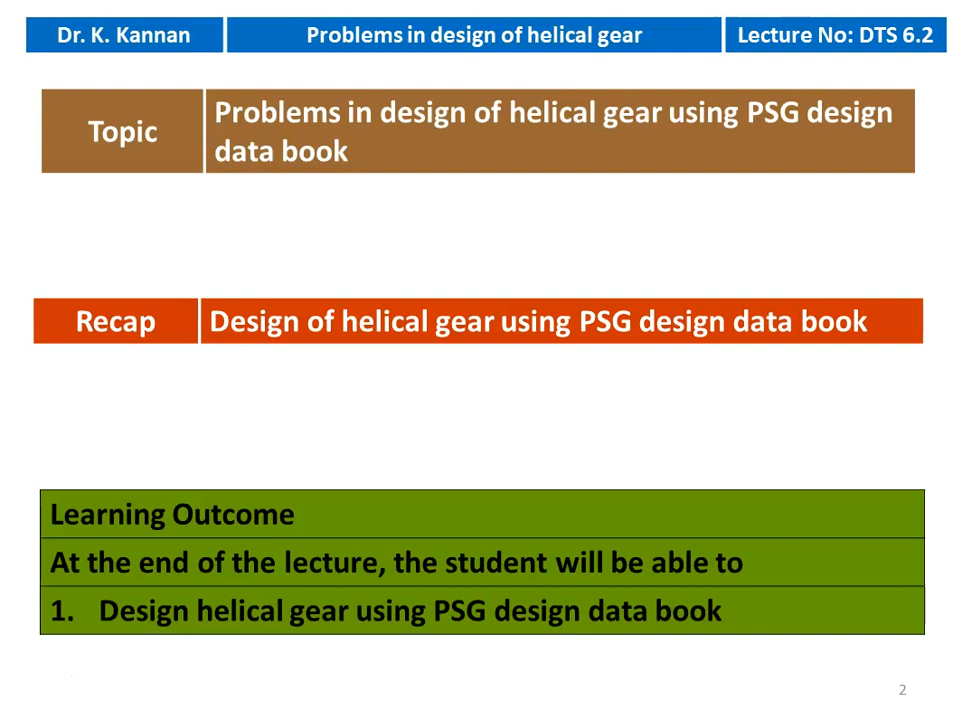 Dr. K. Kannan
Problems in design of helical gear
Lecture No: DTS 6.2
Topic
Problems in design of helical gear using PSG design
data book
Recap
Design of helical gear using PSG design data book
Learning Outcome
At the end of the lecture, the student will be able to
1. Design helical gear using PSG design data book
2